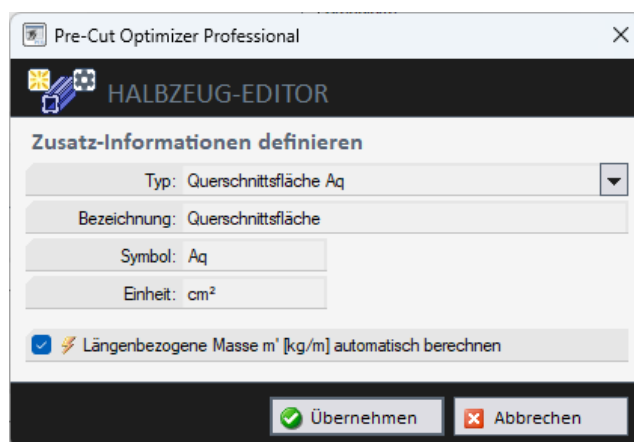 Pre-Cut Optimizer Professional
HALBZEUG-EDITOR
Zusatz-Informationen definieren
Typ: Querschnittsfläche Aq
Bezeichnung: Querschnittsfläche
Symbol: Aq
Einheit: cm²
Längenbezogene Masse m' [kg/m] automatisch berechnen
Übernehmen Abbrechen